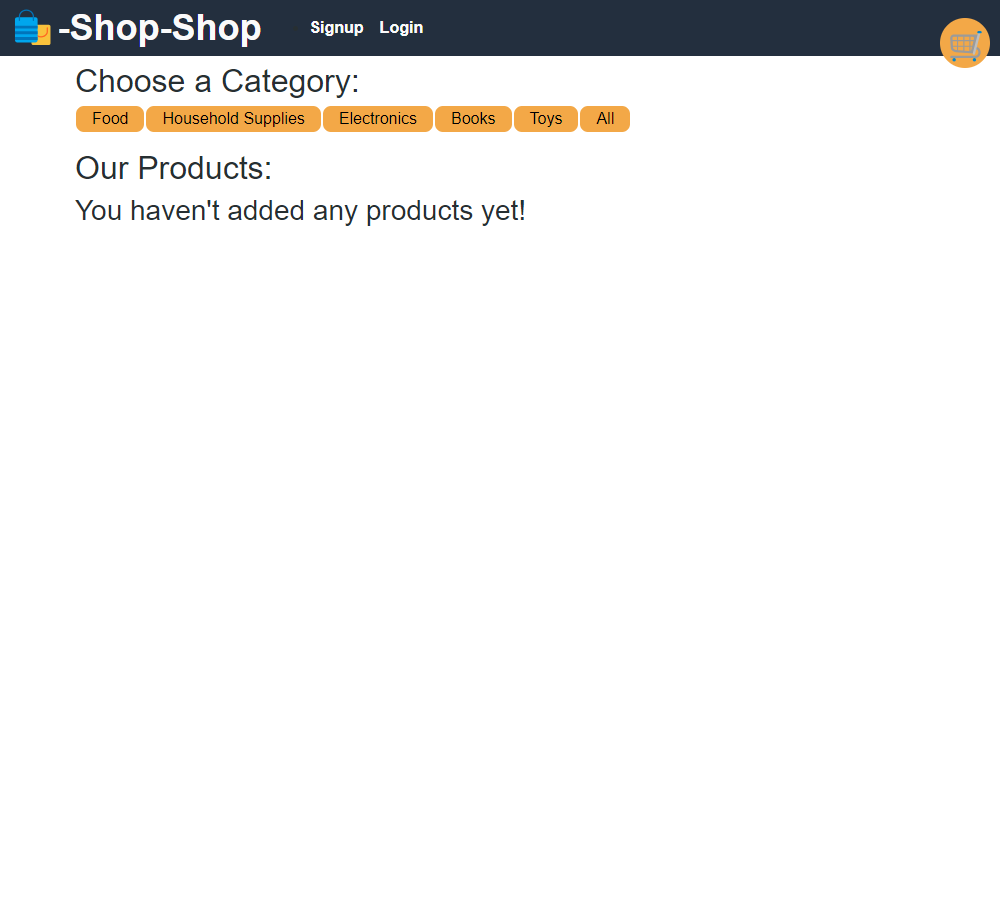 -Shop-Shop Signup Login
Choose a Category:
Food Household Supplies Electronics Books Toys All
Our Products:
You haven't added any products yet!